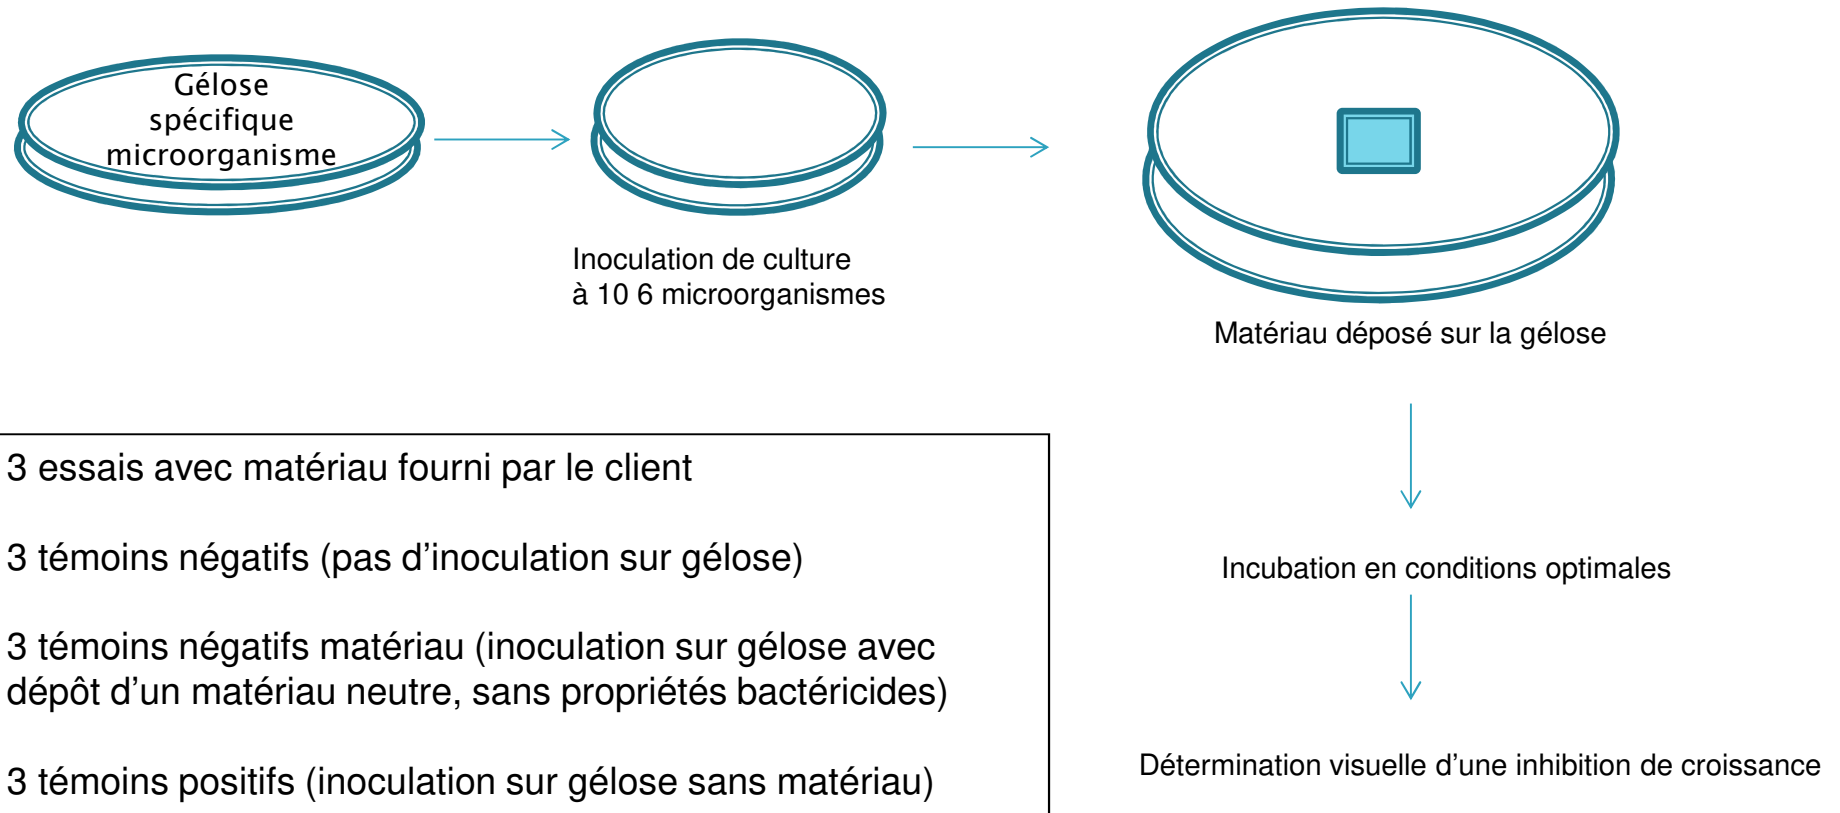 Gélose
spécifique
microorganisme
Inoculation de culture
à 10 6 microorganismes
Matériau déposé sur la gélose
Incubation en conditions optimales
Détermination visuelle d’une inhibition de croissance
3 essais avec matériau fourni par le client
3 témoins négatifs (pas d’inoculation sur gélose)
3 témoins négatifs matériau (inoculation sur gélose avec
dépôt d’un matériau neutre, sans propriétés bactéricides)
3 témoins positifs (inoculation sur gélose sans matériau)